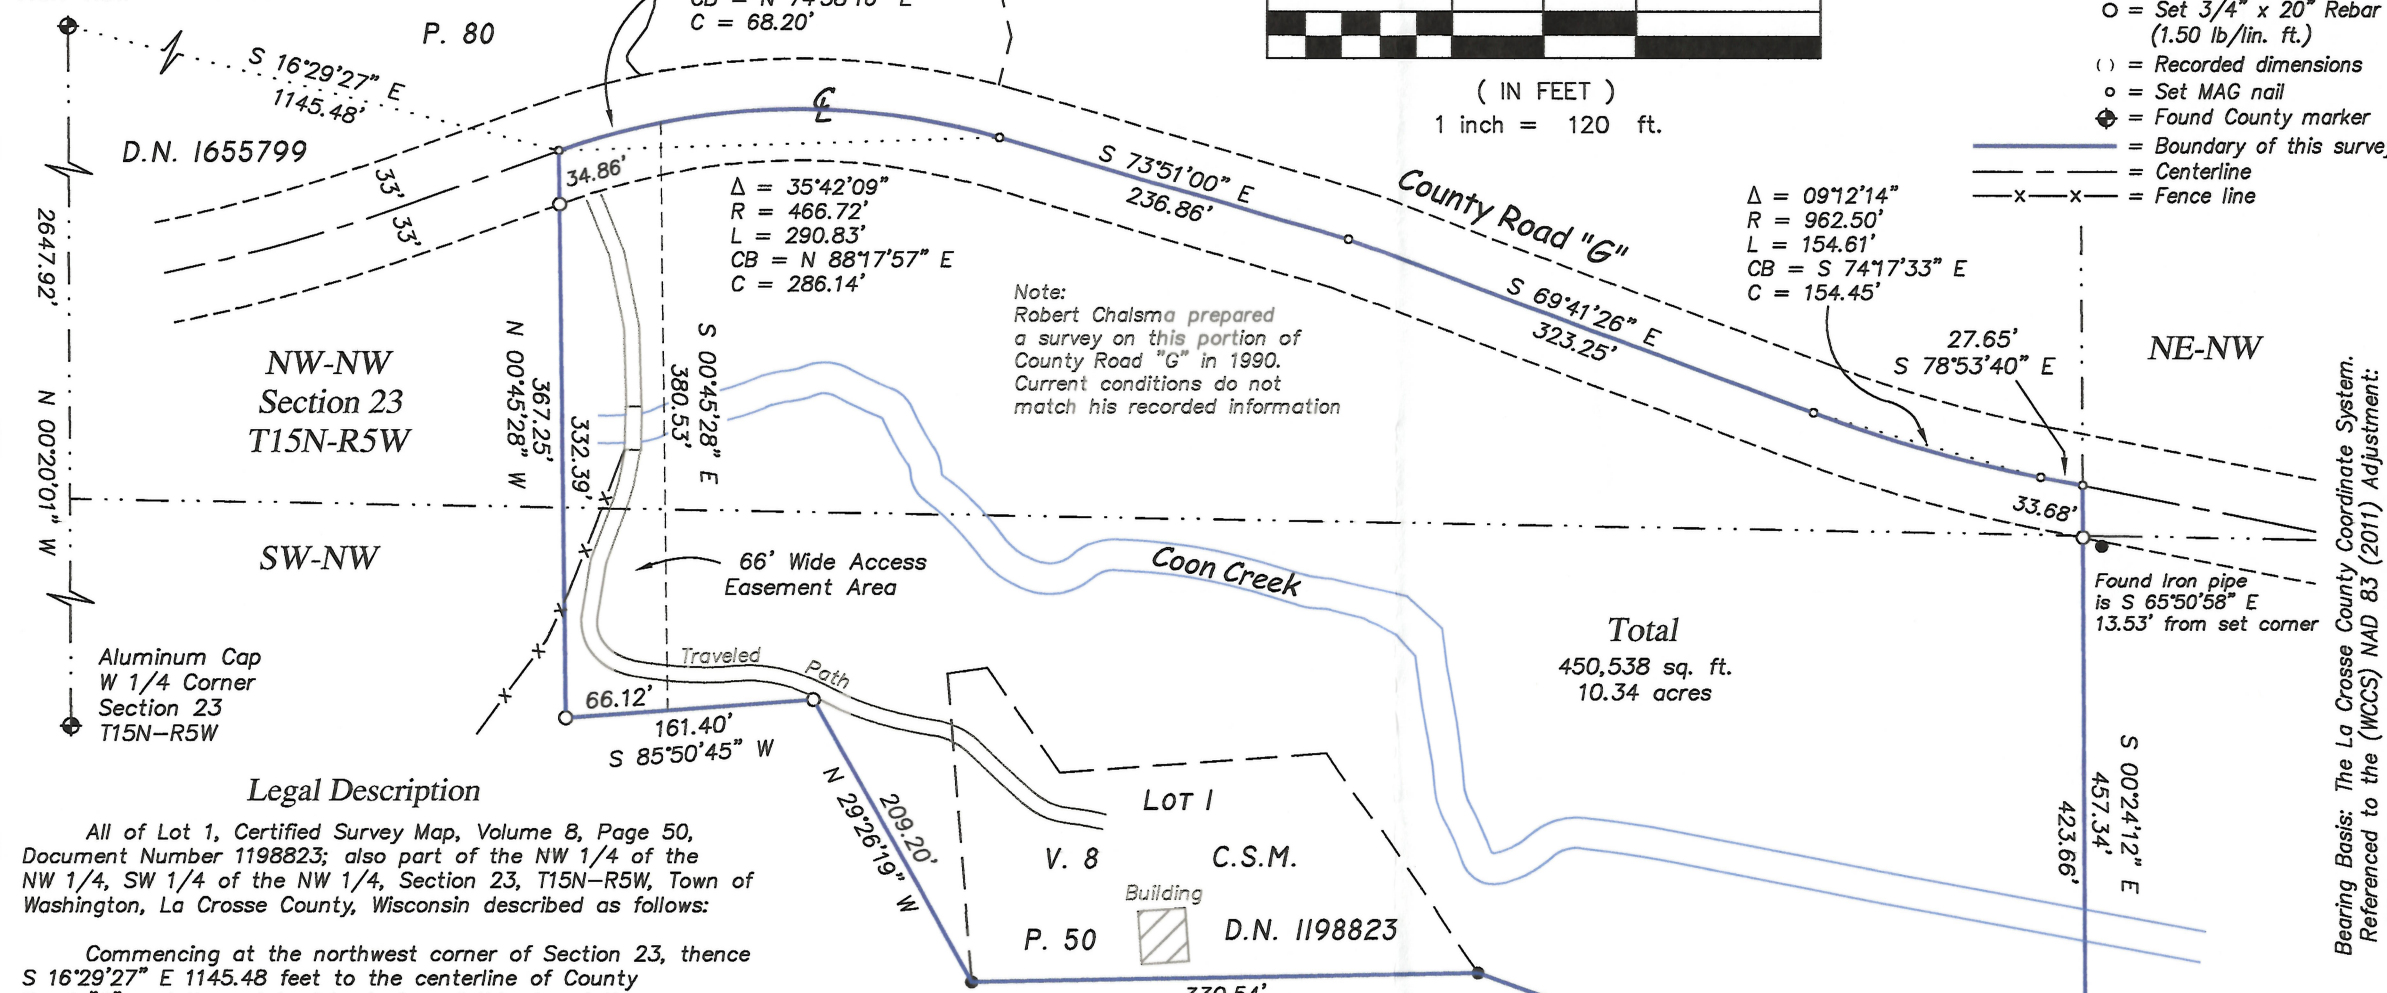 C = 68.20'
P. 80
S 16°29'27" E
1145.48'
D.N. 1655799
33'
33'
2647.92'
N 00°20'01" W
NW-NW
Section 23
T15N-R5W
SW-NW
Aluminum Cap
W 1/4 Corner
Section 23
T15N-R5W
34.86'
Δ = 35°42'09"
R = 466.72'
L = 290.83'
CB = N 88°17'57" E
C = 286.14'
N 00°45'28" W
367.25'
332.39'
S 00°45'28" E
380.53'
66' Wide Access
Easement Area
Traveled
Path
66.12'
161.40'
S 85°50'45" W
209.20'
N 29°26'19" W
Note:
Robert Chalsma prepared
a survey on this portion of
County Road "G" in 1990.
Current conditions do not
match his recorded information
℄
S 73°51'00" E
236.86'
County Road "G"
S 69°41'26" E
323.25'
( IN FEET )
1 inch = 120 ft.
Δ = 09°12'14"
R = 962.50'
L = 154.61'
CB = S 74°17'33" E
C = 154.45'
27.65'
S 78°53'40" E
33.68'
NE-NW
○ = Set 3/4" x 20" Rebar
(1.50 lb/lin. ft.)
( ) = Recorded dimensions
○ = Set MAG nail
= Found County marker
= Boundary of this surve
= Centerline
x x = Fence line
Found Iron pipe
is S 65°50'58" E
13.53' from set corner
Coon Creek
Total
450,538 sq. ft.
10.34 acres
S 00°24'12" E
457.34'
423.66'
Bearing Basis: The La Crosse County Coordinate System.
Referenced to the (WCCS) NAD 83 (2011) Adjustment:
LOT 1
V. 8
C.S.M.
Building
P. 50
D.N. 1198823
330.54'
Legal Description
All of Lot 1, Certified Survey Map, Volume 8, Page 50,
Document Number 1198823; also part of the NW 1/4 of the
NW 1/4, SW 1/4 of the NW 1/4, Section 23, T15N-R5W, Town of
Washington, La Crosse County, Wisconsin described as follows:
Commencing at the northwest corner of Section 23, thence
S 16°29'27" E 1145.48 feet to the centerline of County